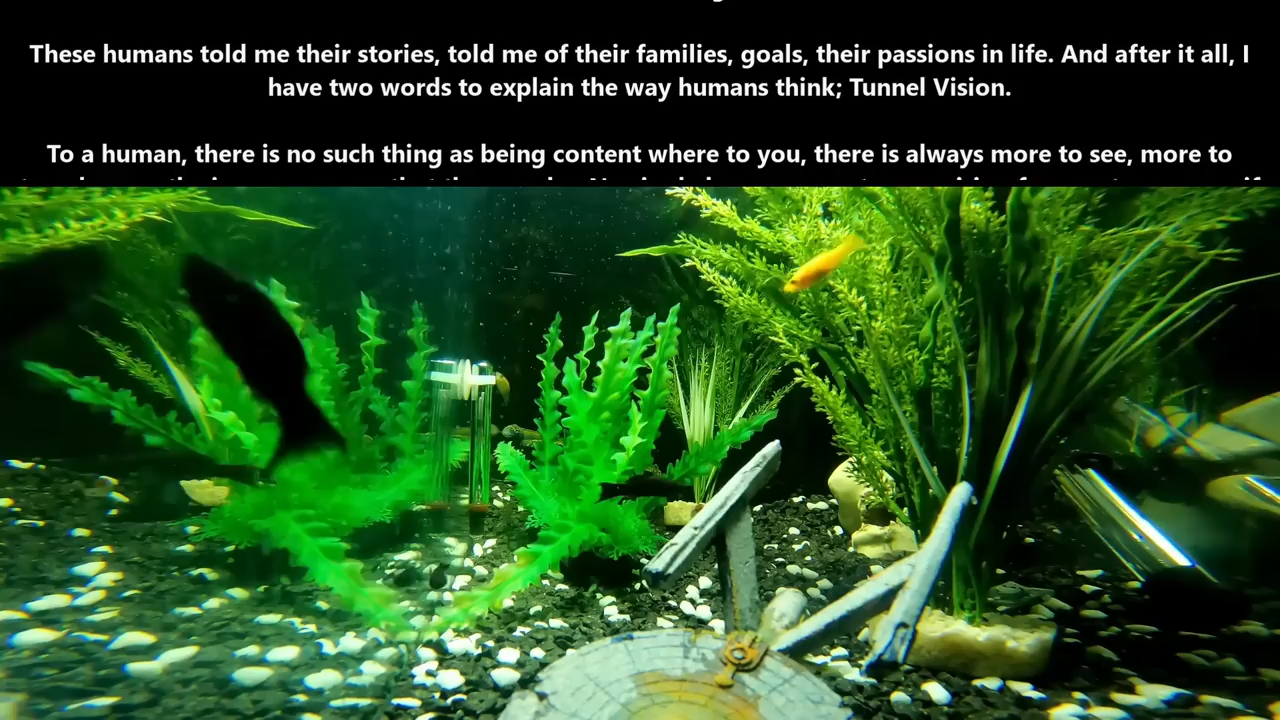 These humans told me their stories, told me of their families, goals, their passions in life. And after it all, I
have two words to explain the way humans think; Tunnel Vision.
To a human, there is no such thing as being content where to you, there is always more to see, more to